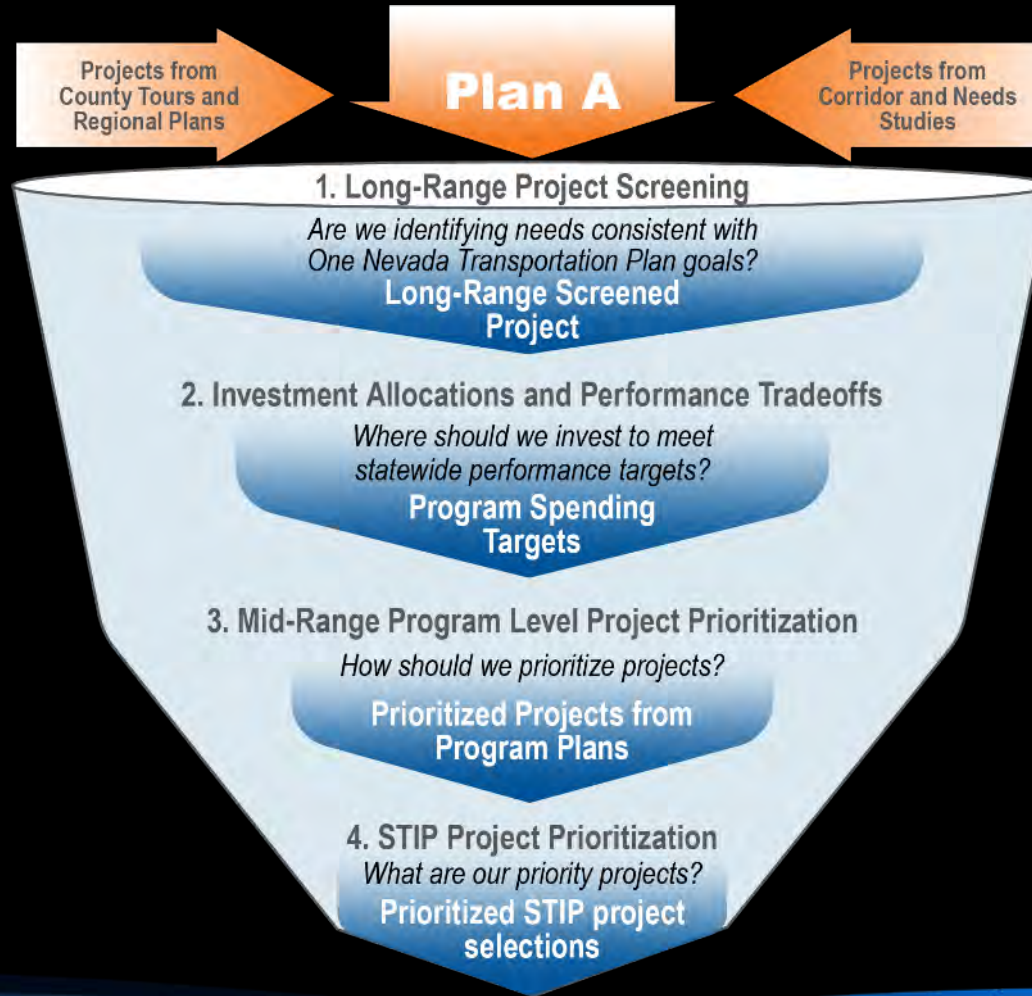 Projects from
County Tours and
Regional Plans
Plan A
Projects from
Corridor and Needs
Studies
1. Long-Range Project Screening
Are we identifying needs consistent with
One Nevada Transportation Plan goals?
Long-Range Screened
Project
2. Investment Allocations and Performance Tradeoffs
Where should we invest to meet
statewide performance targets?
Program Spending
Targets
3. Mid-Range Program Level Project Prioritization
How should we prioritize projects?
Prioritized Projects from
Program Plans
4. STIP Project Prioritization
What are our priority projects?
Prioritized STIP project
selections